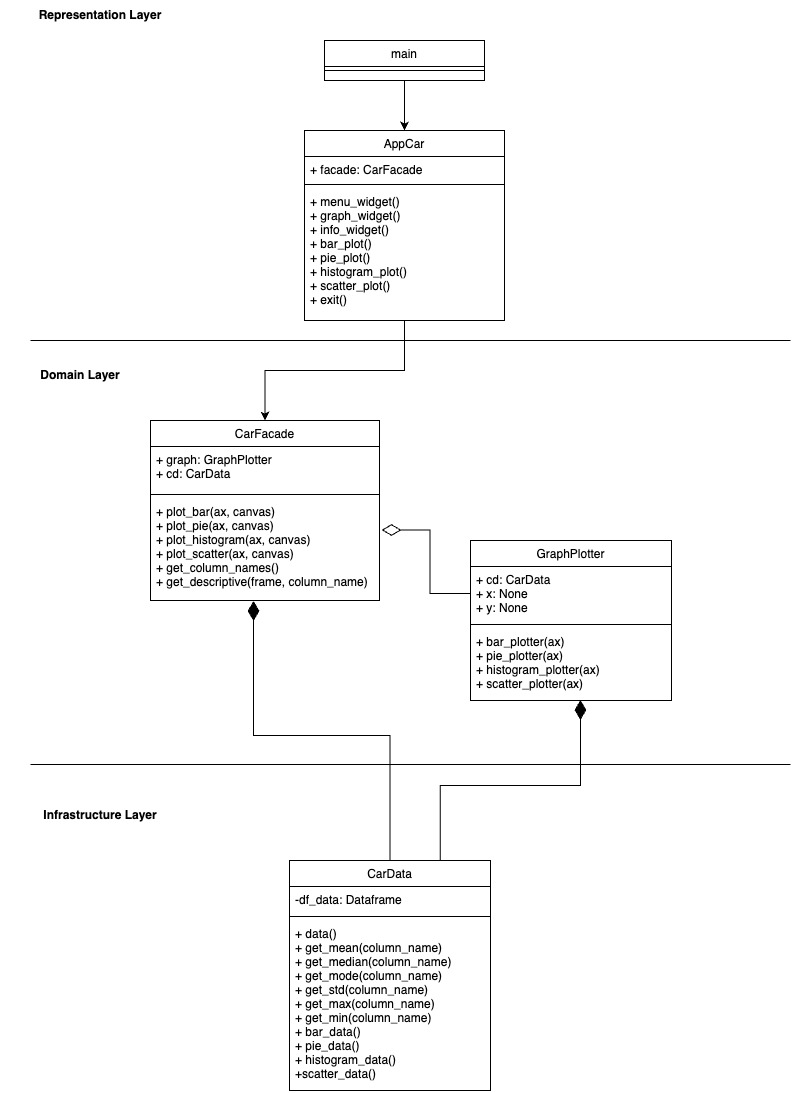 Representation Layer
main
AppCar
+ facade: CarFacade
+ menu_widget()
+ graph_widget()
+ info_widget()
+ bar_plot()
+ pie_plot()
+ histogram_plot()
+ scatter_plot()
+ exit()
Domain Layer
CarFacade
+ graph: GraphPlotter
+ cd: CarData
+ plot_bar(ax, canvas)
+ plot_pie(ax, canvas)
+ plot_histogram(ax, canvas)
+ plot_scatter(ax, canvas)
+ get_column_names()
+ get_descriptive(frame, column_name)
GraphPlotter
+ cd: CarData
+ x: None
+ y: None
+ bar_plotter(ax)
+ pie_plotter(ax)
+ histogram_plotter(ax)
+ scatter_plotter(ax)
Infrastructure Layer
CarData
-df_data: Dataframe
+ data()
+ get_mean(column_name)
+ get_median(column_name)
+ get_mode(column_name)
+ get_std(column_name)
+ get_max(column_name)
+ get_min(column_name)
+ bar_data()
+ pie_data()
+ histogram_data()
+scatter_data()